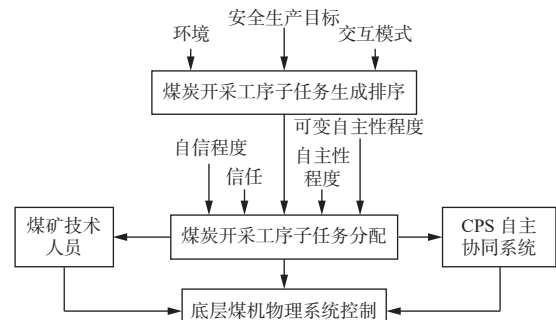 安全生产目标
环境
交互模式
煤炭开采工序子任务生成排序
可变自主性程度
自信程度
信任
自主性
程度
煤矿技术
人员
煤炭开采工序子任务分配
CPS 自主
协同系统
底层煤机物理系统控制